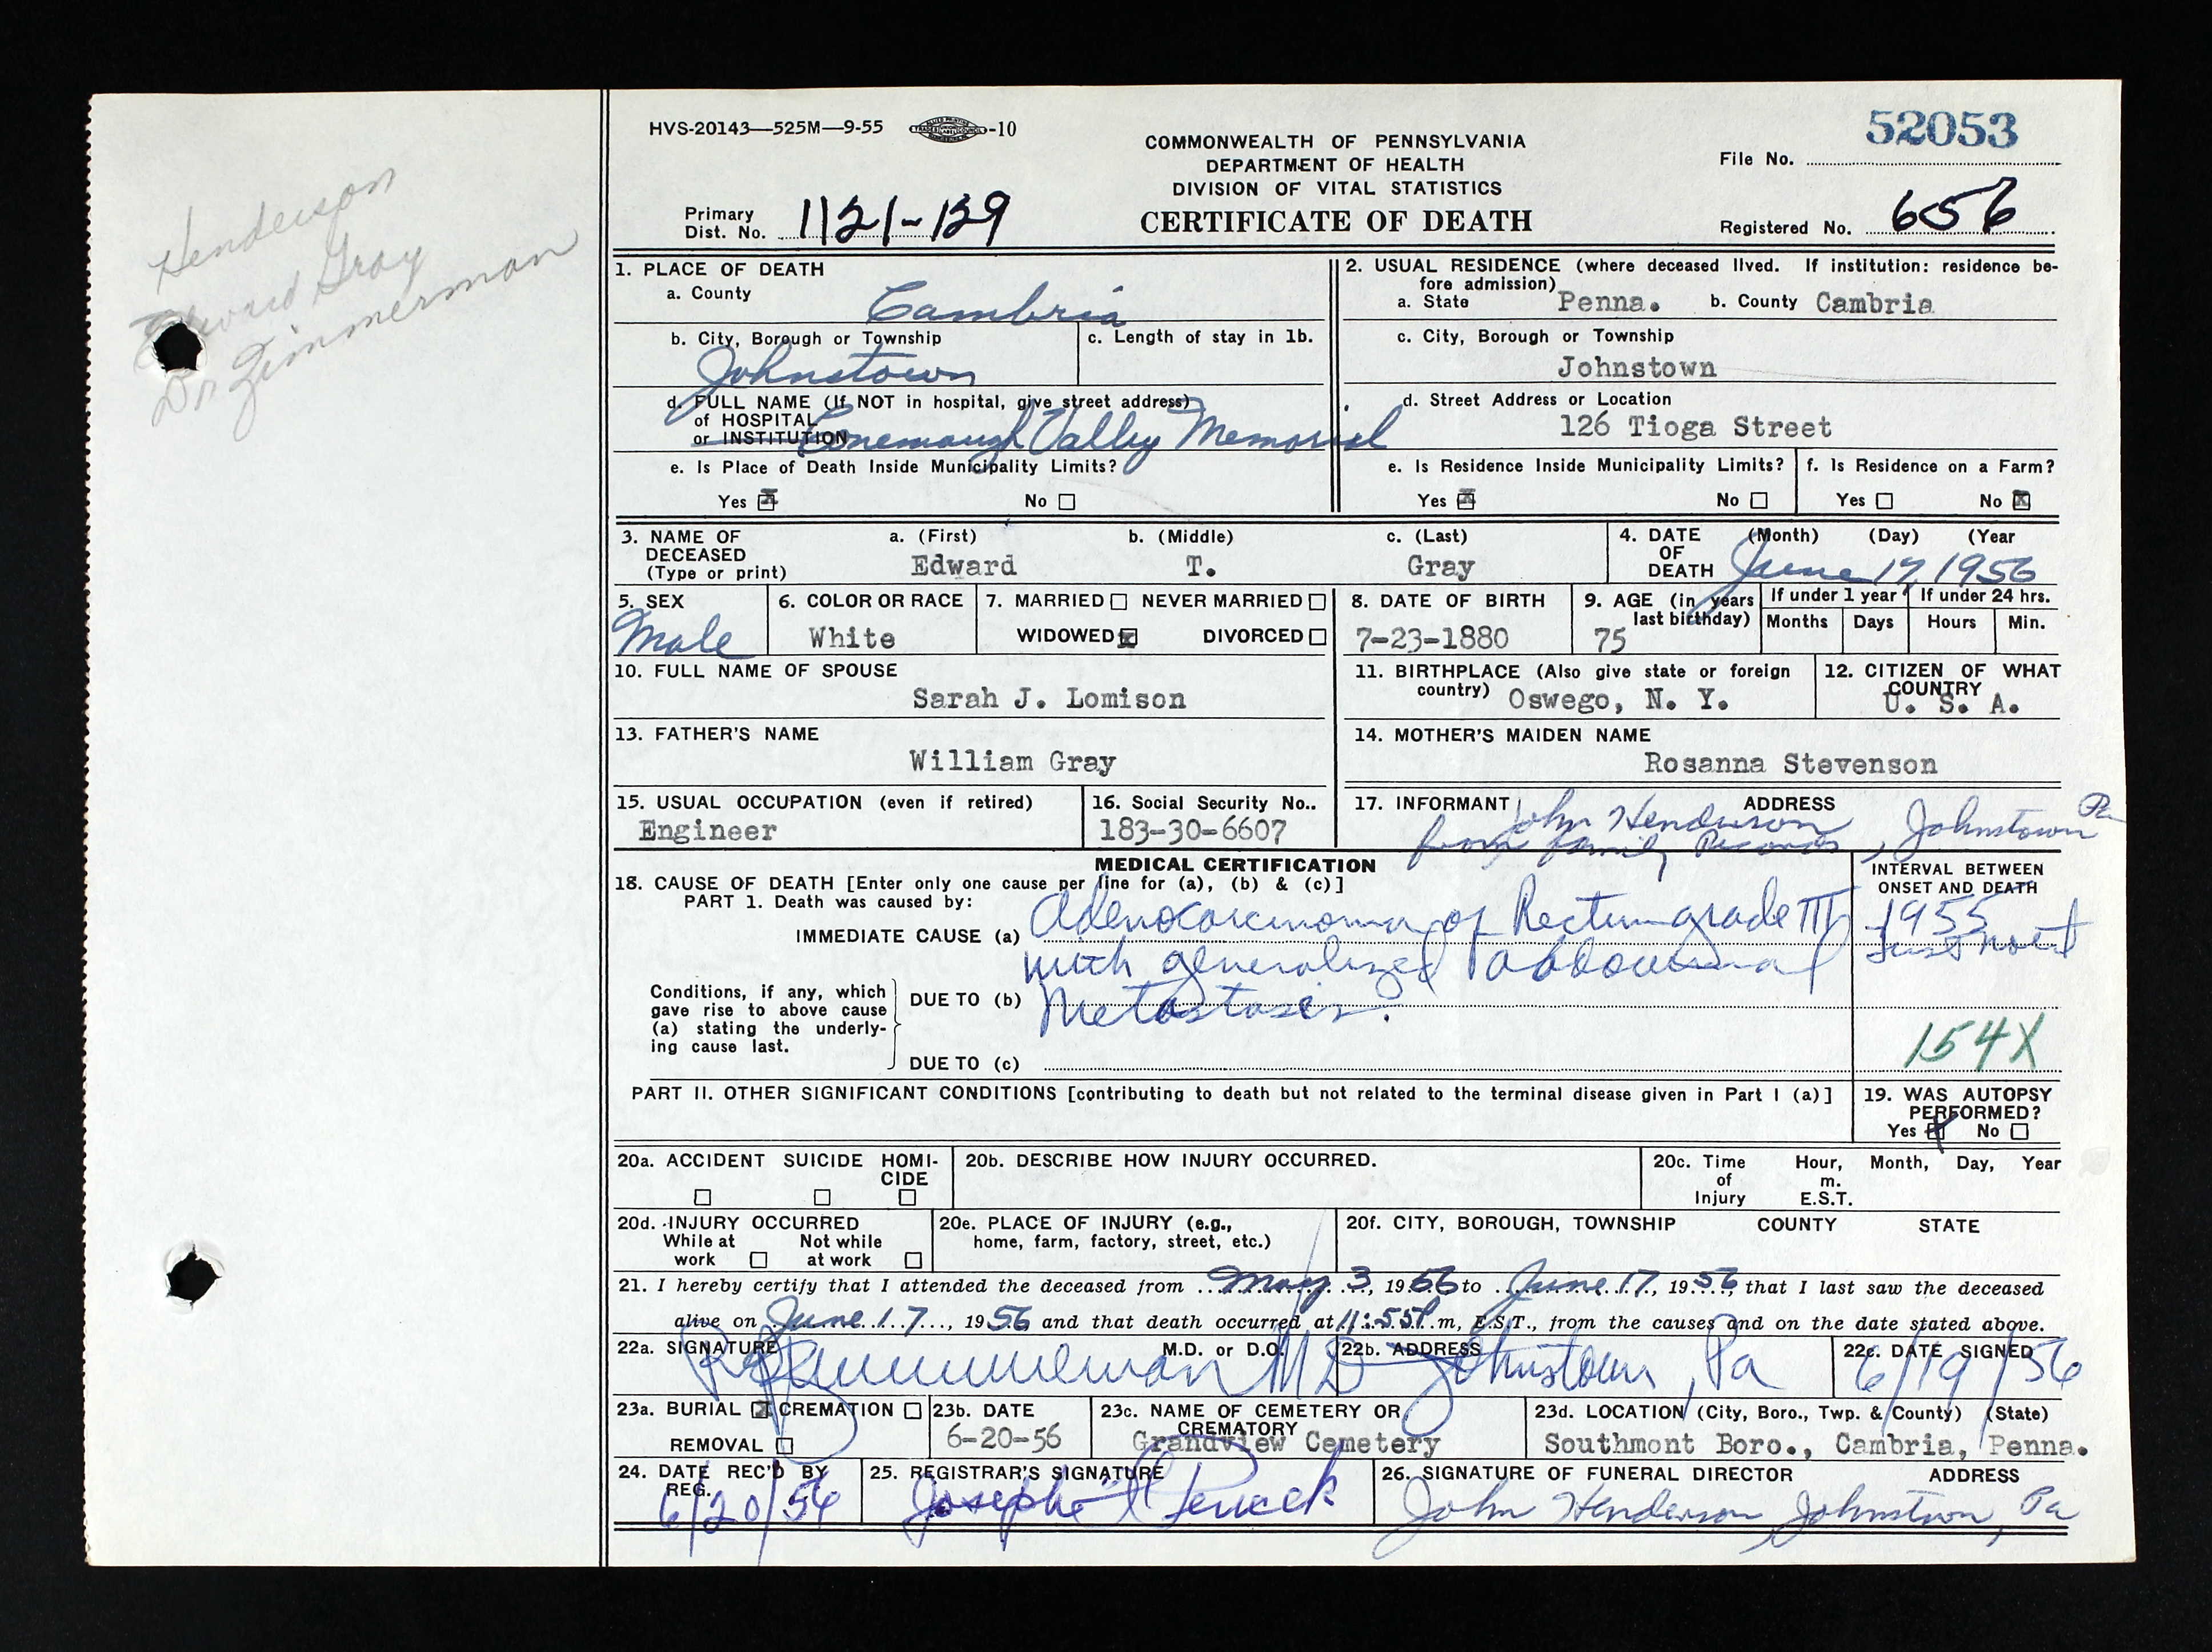 52053
HVS-20143—525M—9-55 -10
COMMONWEALTH OF PENNSYLVANIA
DEPARTMENT OF HEALTH
DIVISION OF VITAL STATISTICS
CERTIFICATE OF DEATH
File No.
Primary Dist. No. 1121-129
Registered No. 656
Henderson
Edward Gray
Dr Zimmerman
1. PLACE OF DEATH
a. County Cambria
b. City, Borough or Township Johnstown
c. Length of stay in 1b.
d. FULL NAME (If NOT in hospital, give street address)
of HOSPITAL
or INSTITUTION Conemaugh Valley Memorial
e. Is Place of Death Inside Municipality Limits?
Yes No
2. USUAL RESIDENCE (where deceased lived. If institution: residence be-
fore admission)
a. State Penna. b. County Cambria
c. City, Borough or Township
Johnstown
d. Street Address or Location
126 Tioga Street
e. Is Residence Inside Municipality Limits?
Yes No
f. Is Residence on a Farm?
Yes No
3. NAME OF DECEASED (Type or print)
a. (First) b. (Middle) c. (Last)
Edward T. Gray
4. DATE OF DEATH (Month) (Day) (Year
June 17, 1956
5. SEX Male
6. COLOR OR RACE White
7. MARRIED NEVER MARRIED
WIDOWED DIVORCED
8. DATE OF BIRTH
7-23-1880
9. AGE (in years last birthday) 75
If under 1 year If under 24 hrs.
Months Days Hours Min.
10. FULL NAME OF SPOUSE
Sarah J. Lomison
11. BIRTHPLACE (Also give state or foreign
country) Oswego, N. Y.
12. CITIZEN OF WHAT
COUNTRY
U. S. A.
13. FATHER'S NAME
William Gray
14. MOTHER'S MAIDEN NAME
Rosanna Stevenson
15. USUAL OCCUPATION (even if retired)
Engineer
16. Social Security No..
183-30-6607
17. INFORMANT ADDRESS
John Henderson, Johnstown Pa
from family Records
MEDICAL CERTIFICATION
18. CAUSE OF DEATH [Enter only one cause per line for (a), (b) & (c)]
PART 1. Death was caused by:
INTERVAL BETWEEN
ONSET AND DEATH
IMMEDIATE CAUSE (a) Adenocarcinoma of Rectum grade III 1955
with generalized abdominal
Conditions, if any, which
gave rise to above cause
(a) stating the underly-
ing cause last.
DUE TO (b) Metastasis.
DUE TO (c)
154X
PART II. OTHER SIGNIFICANT CONDITIONS [contributing to death but not related to the terminal disease given in Part I (a)]
19. WAS AUTOPSY
PERFORMED?
Yes No
20a. ACCIDENT SUICIDE HOMI-
CIDE
20b. DESCRIBE HOW INJURY OCCURRED.
20c. Time of Injury Hour, Month, Day, Year
m.
E.S.T.
20d. INJURY OCCURRED
While at work Not while at work
20e. PLACE OF INJURY (e.g.,
home, farm, factory, street, etc.)
20f. CITY, BOROUGH, TOWNSHIP COUNTY STATE
21. I hereby certify that I attended the deceased from May 3, 1956 to June 17, 1956, that I last saw the deceased
alive on June 17, 1956 and that death occurred at 11:55P.m, E.S.T., from the causes and on the date stated above.
22a. SIGNATURE M.D. or D.O.
Zimmerman MD
22b. ADDRESS
Johnstown, Pa
22c. DATE SIGNED
6/19/56
23a. BURIAL CREMATION
REMOVAL
23b. DATE
6-20-56
23c. NAME OF CEMETERY OR
CREMATORY
Grandview Cemetery
23d. LOCATION (City, Boro., Twp. & County) (State)
Southmont Boro., Cambria, Penna.
24. DATE REC'D BY
REG.
6/20/56
25. REGISTRAR'S SIGNATURE
Joseph
26. SIGNATURE OF FUNERAL DIRECTOR ADDRESS
John Henderson Johnstown, Pa